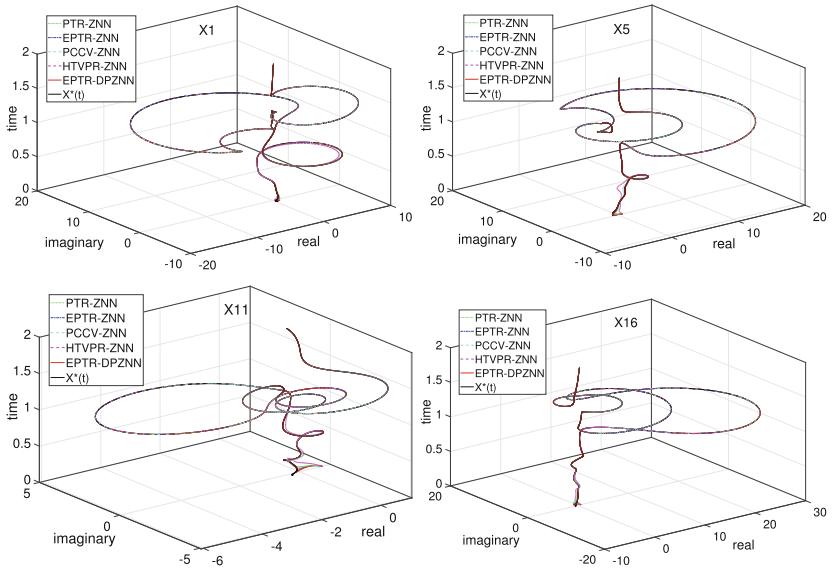 X1
PTR-ZNN
EPTR-ZNN
PCCV-ZNN
HTVPR-ZNN
EPTR-DPZNN
X*(t)
2
1.5
1
0.5
0
time
20
10
0
-10
imaginary
-20
-10
0
10
real
X5
PTR-ZNN
EPTR-ZNN
PCCV-ZNN
HTVPR-ZNN
EPTR-DPZNN
X*(t)
2
1.5
1
0.5
0
time
20
10
0
-10
imaginary
-10
0
10
20
real
X11
PTR-ZNN
EPTR-ZNN
PCCV-ZNN
HTVPR-ZNN
EPTR-DPZNN
X*(t)
2
1.5
1
0.5
0
time
5
0
-5
imaginary
-6
-4
-2
0
real
X16
PTR-ZNN
EPTR-ZNN
PCCV-ZNN
HTVPR-ZNN
EPTR-DPZNN
X*(t)
2
1.5
1
0.5
0
time
20
0
-20
imaginary
-10
0
10
20
30
real